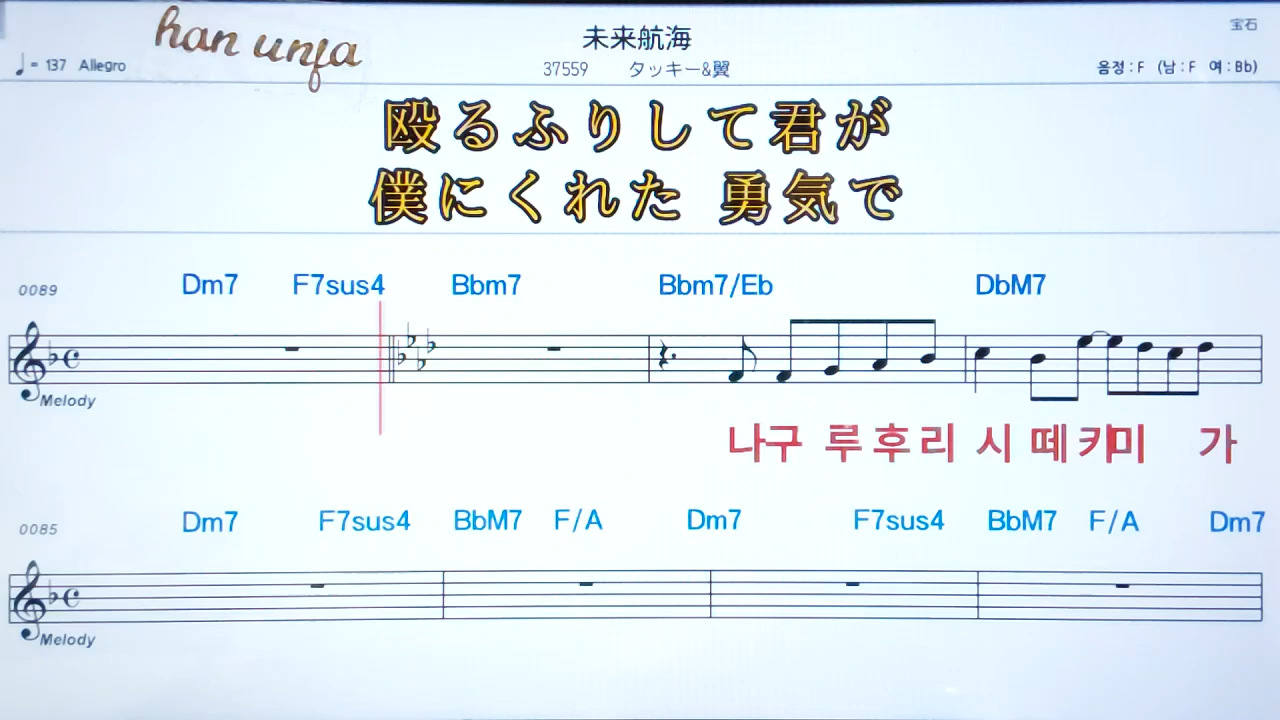 han unfa
未来航海
宝石
♩= 137 Allegro
37559 タッキー&翼
음정 : F (남 : F 여 : Bb)
殴るふりして君が
僕にくれた 勇気で
0089 Dm7 F7sus4 Bbm7 Bbm7/Eb DbM7
Melody
나구 루후리 시 떼 키미 가
0085 Dm7 F7sus4 BbM7 F/A Dm7 F7sus4 BbM7 F/A Dm7
Melody